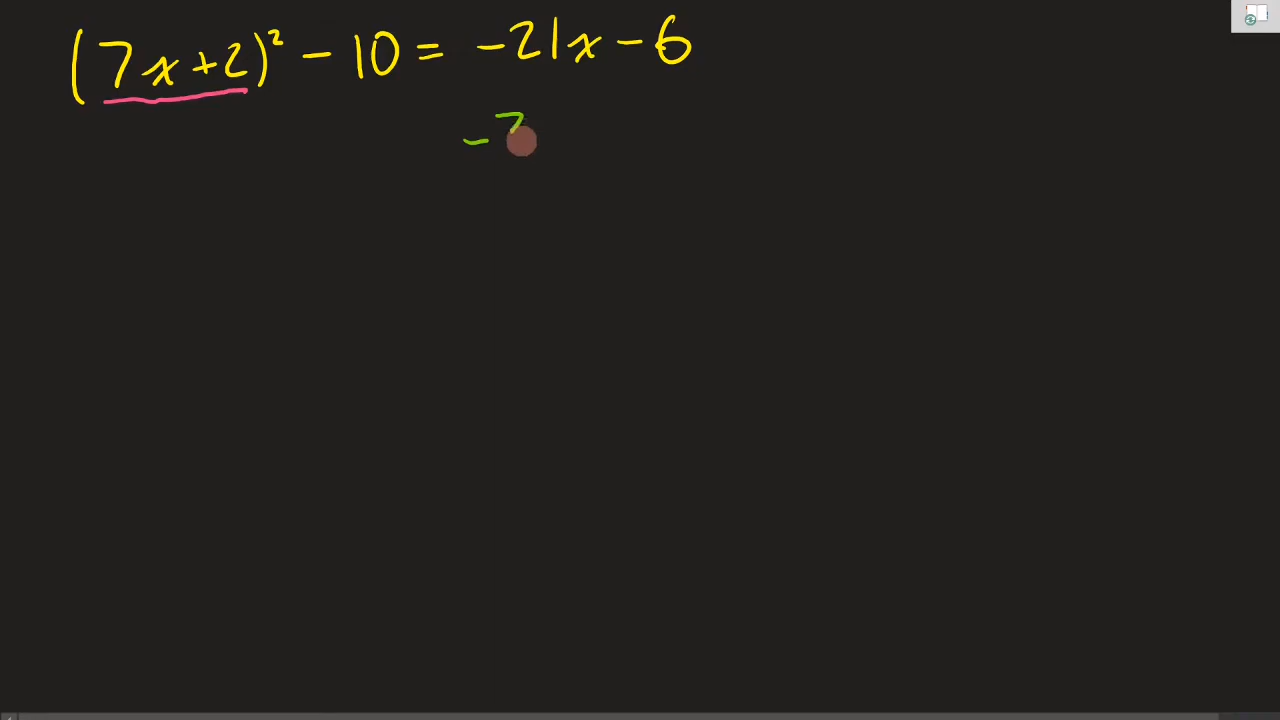 (7x+2)² - 10 = -21x - 6
-7